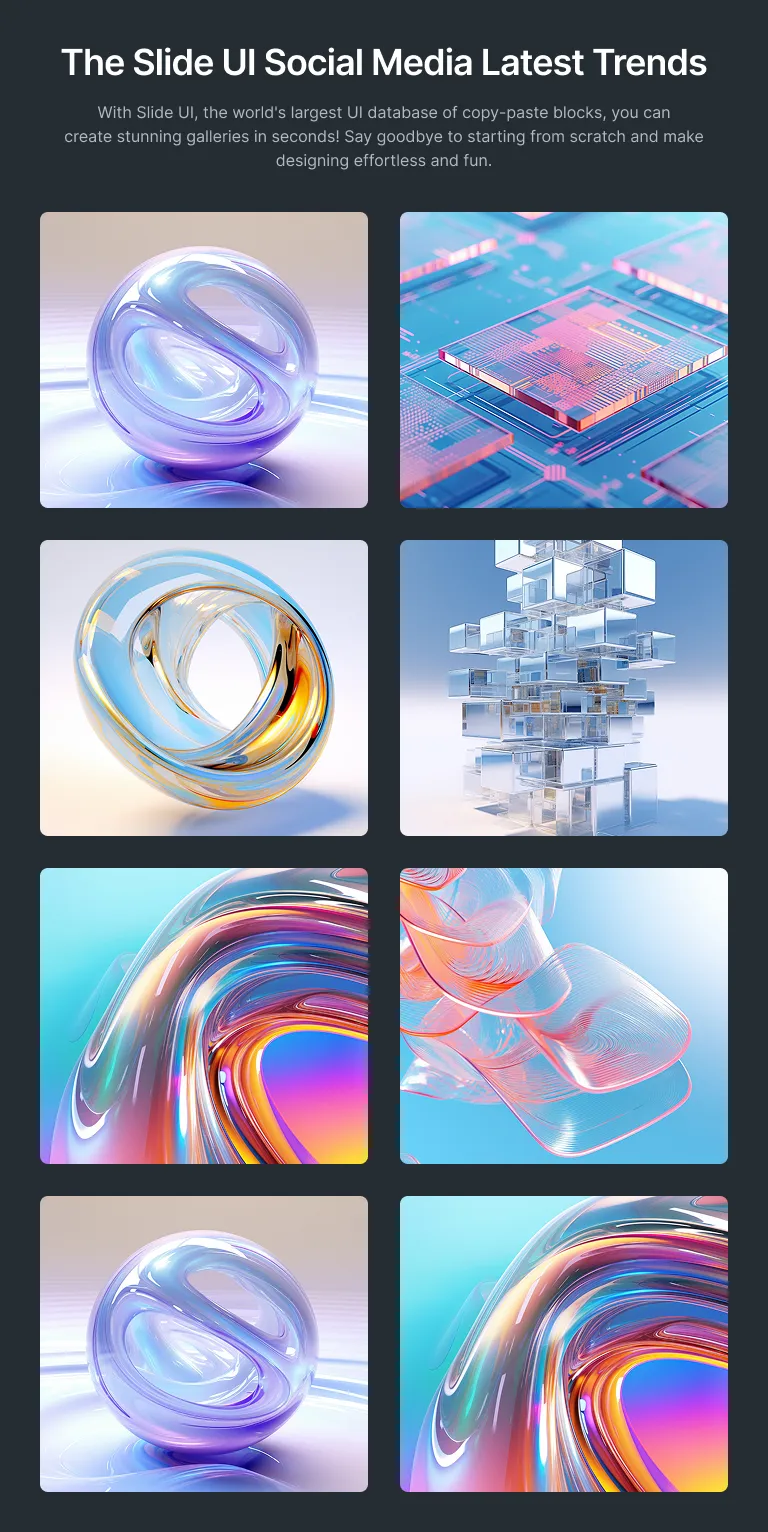 The Slide UI Social Media Latest Trends
With Slide UI, the world's largest UI database of copy-paste blocks, you can
create stunning galleries in seconds! Say goodbye to starting from scratch and make
designing effortless and fun.